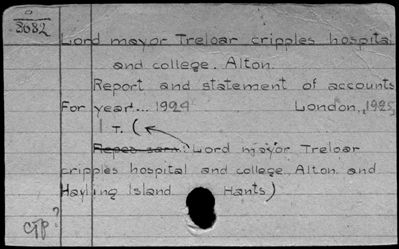 0
3682
Lord mayor Treloar cripples hospital
and college. Alton.
Report and statement of accounts
For year... 1924 London, 1925
1 T. (
: Lord mayor Treloar
cripples hospital and college, Alton and
Hayling Island Hants)
CTP?